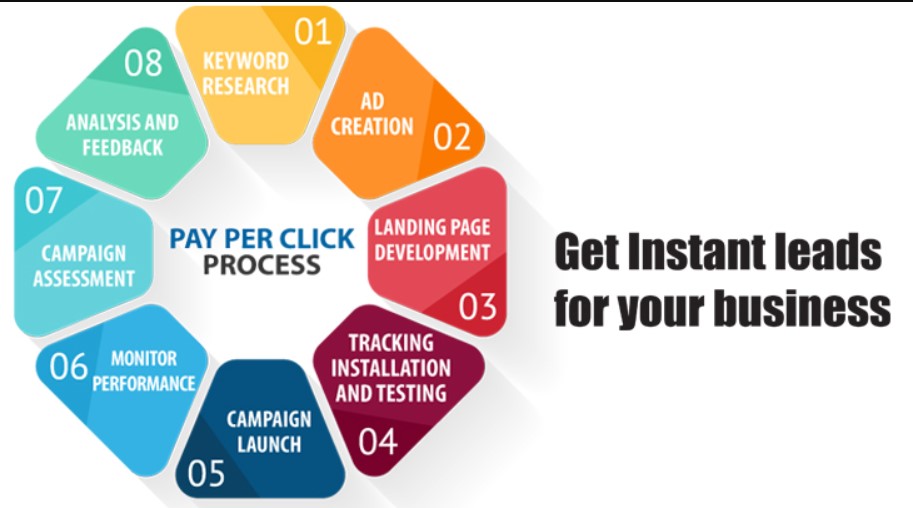 01
KEYWORD
RESEARCH
AD
CREATION
02
LANDING PAGE
DEVELOPMENT
03
TRACKING
INSTALLATION
AND TESTING
04
CAMPAIGN
LAUNCH
05
06
MONITOR
PERFORMANCE
07
CAMPAIGN
ASSESSMENT
08
ANALYSIS AND
FEEDBACK
PAY PER CLICK
PROCESS
Get Instant leads
for your business